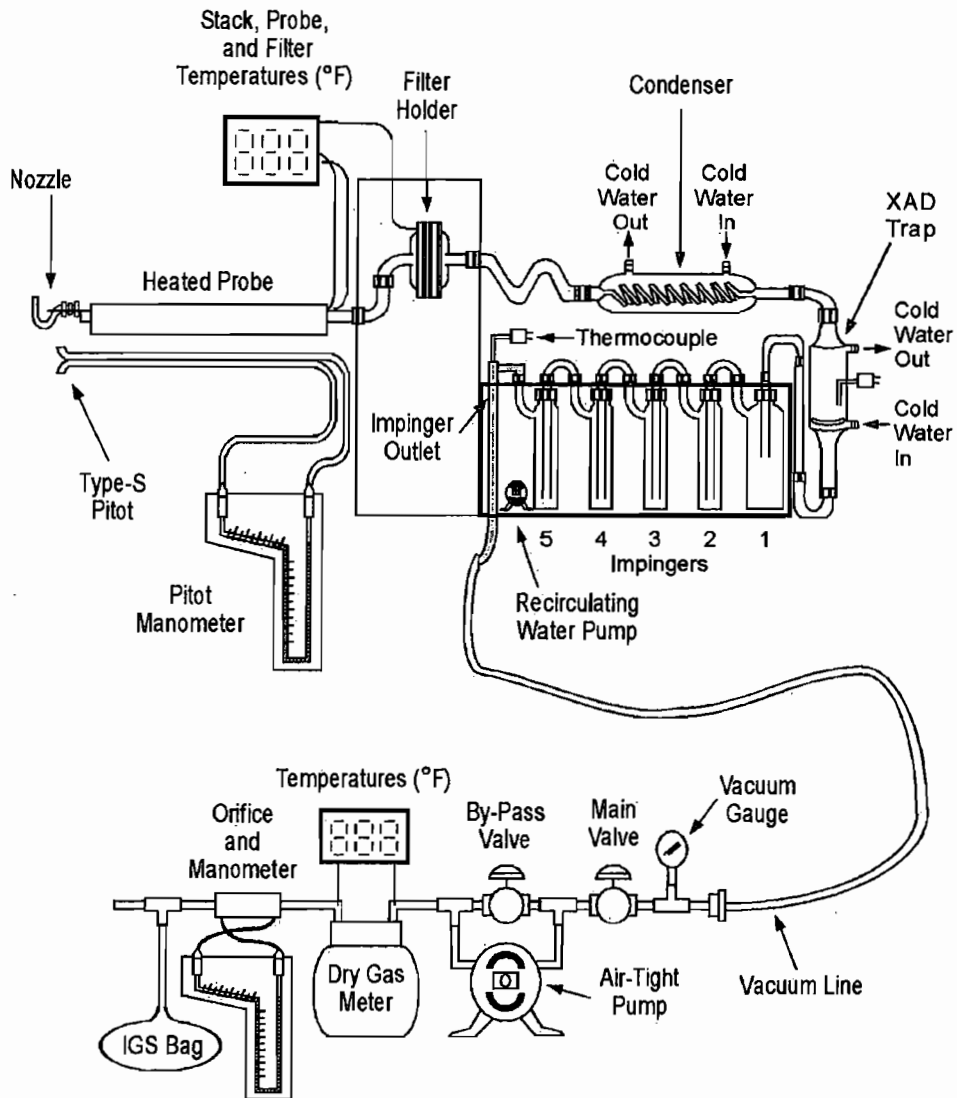 Stack, Probe,
and Filter
Temperatures (°F)
Filter
Holder
Condenser
Nozzle
Cold
Water
Out
Cold
Water
In
XAD
Trap
Heated Probe
Thermocouple
Cold
Water
Out
Impinger
Outlet
Cold
Water
In
Type-S
Pitot
5 4 3 2 1
Impingers
Pitot
Manometer
Recirculating
Water Pump
Temperatures (°F)
Orifice
and
Manometer
By-Pass
Valve
Main
Valve
Vacuum
Gauge
Dry Gas
Meter
Air-Tight
Pump
Vacuum Line
IGS Bag